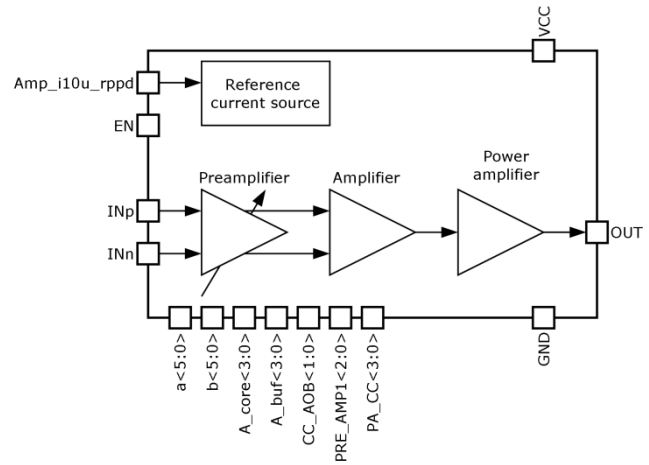 VCC
Amp_i10u_rppd
Reference
current source
EN
Preamplifier
Amplifier
Power
amplifier
INp
INn
OUT
a<5:0>
b<5:0>
A_core<3:0>
A_buf<3:0>
CC_AOB<1:0>
PRE_AMP1<2:0>
PA_CC<3:0>
GND